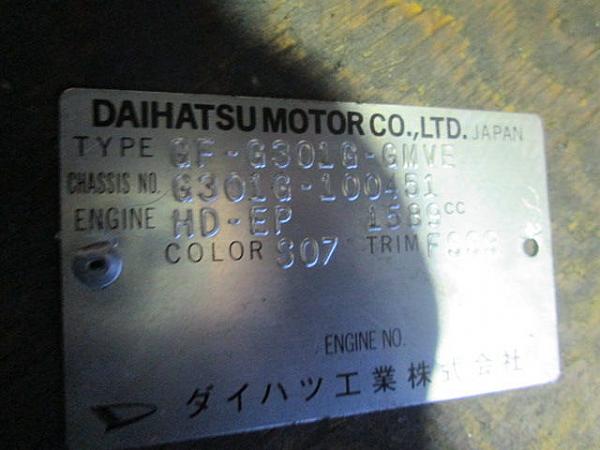 DAIHATSU MOTOR CO.,LTD. JAPAN
TYPE GF-G301G-GMVE
CHASSIS NO. G301G-100451
ENGINE HD-EP 1589cc
COLOR S07 TRIM
ENGINE NO.
ダイハツ工業株式会社